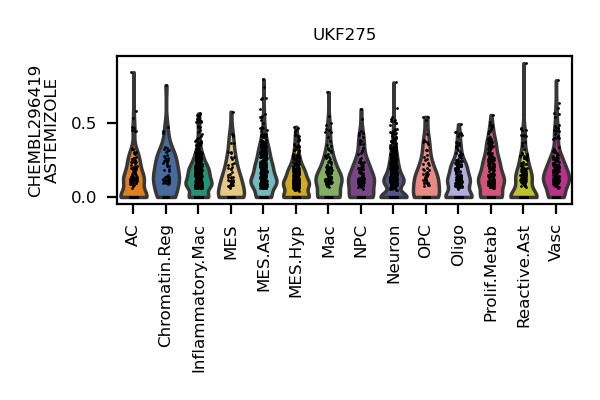 UKF275
CHEMBL296419
ASTEMIZOLE
0.5
0.0
AC
Chromatin.Reg
Inflammatory.Mac
MES
MES.Ast
MES.Hyp
Mac
NPC
Neuron
OPC
Oligo
Prolif.Metab
Reactive.Ast
Vasc